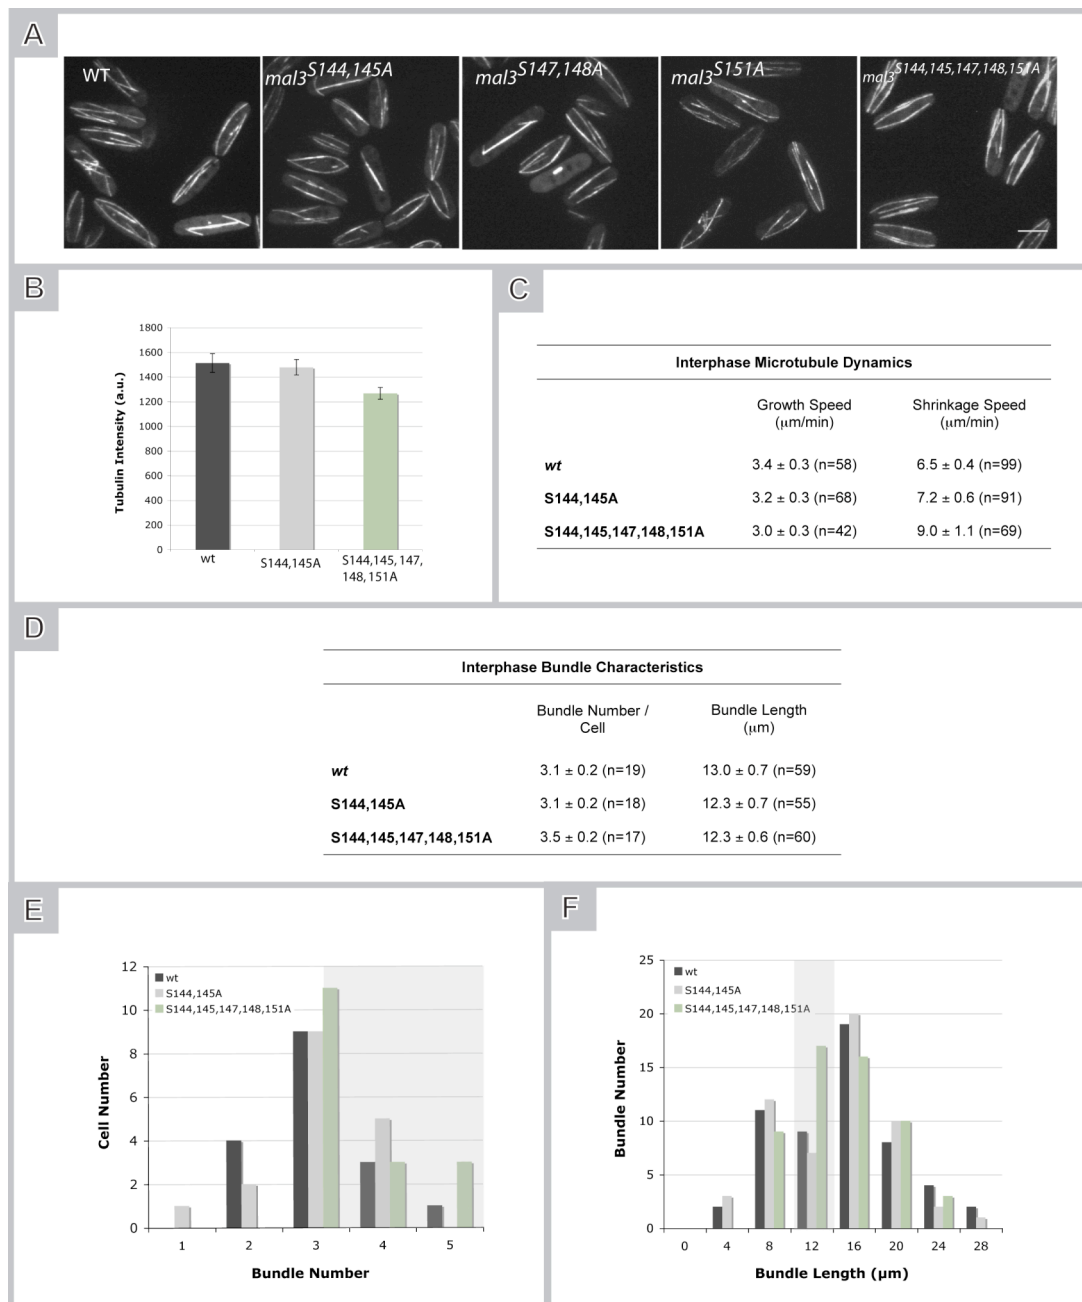 A
WT
mal3 S144,145A
mal3 S147,148A
mal3 S151A
mal3 S144,145,147,148,151A
B
1800
1600
1400
1200
1000
800
600
400
200
0
Tubulin Intensity (a.u.)
wt
S144,145A
S144,145,147,
148,151A
C
Interphase Microtubule Dynamics
Growth Speed Shrinkage Speed
(μm/min) (μm/min)
wt 3.4 ± 0.3 (n=58) 6.5 ± 0.4 (n=99)
S144,145A 3.2 ± 0.3 (n=68) 7.2 ± 0.6 (n=91)
S144,145,147,148,151A 3.0 ± 0.3 (n=42) 9.0 ± 1.1 (n=69)
D
Interphase Bundle Characteristics
Bundle Number / Bundle Length
Cell (μm)
wt 3.1 ± 0.2 (n=19) 13.0 ± 0.7 (n=59)
S144,145A 3.1 ± 0.2 (n=18) 12.3 ± 0.7 (n=55)
S144,145,147,148,151A 3.5 ± 0.2 (n=17) 12.3 ± 0.6 (n=60)
E
12
10
8
6
4
2
0
Cell Number
wt
S144,145A
S144,145,147,148,151A
1 2 3 4 5
Bundle Number
F
25
20
15
10
5
0
Bundle Number
wt
S144,145A
S144,145,147,148,151A
0 4 8 12 16 20 24 28
Bundle Length (μm)